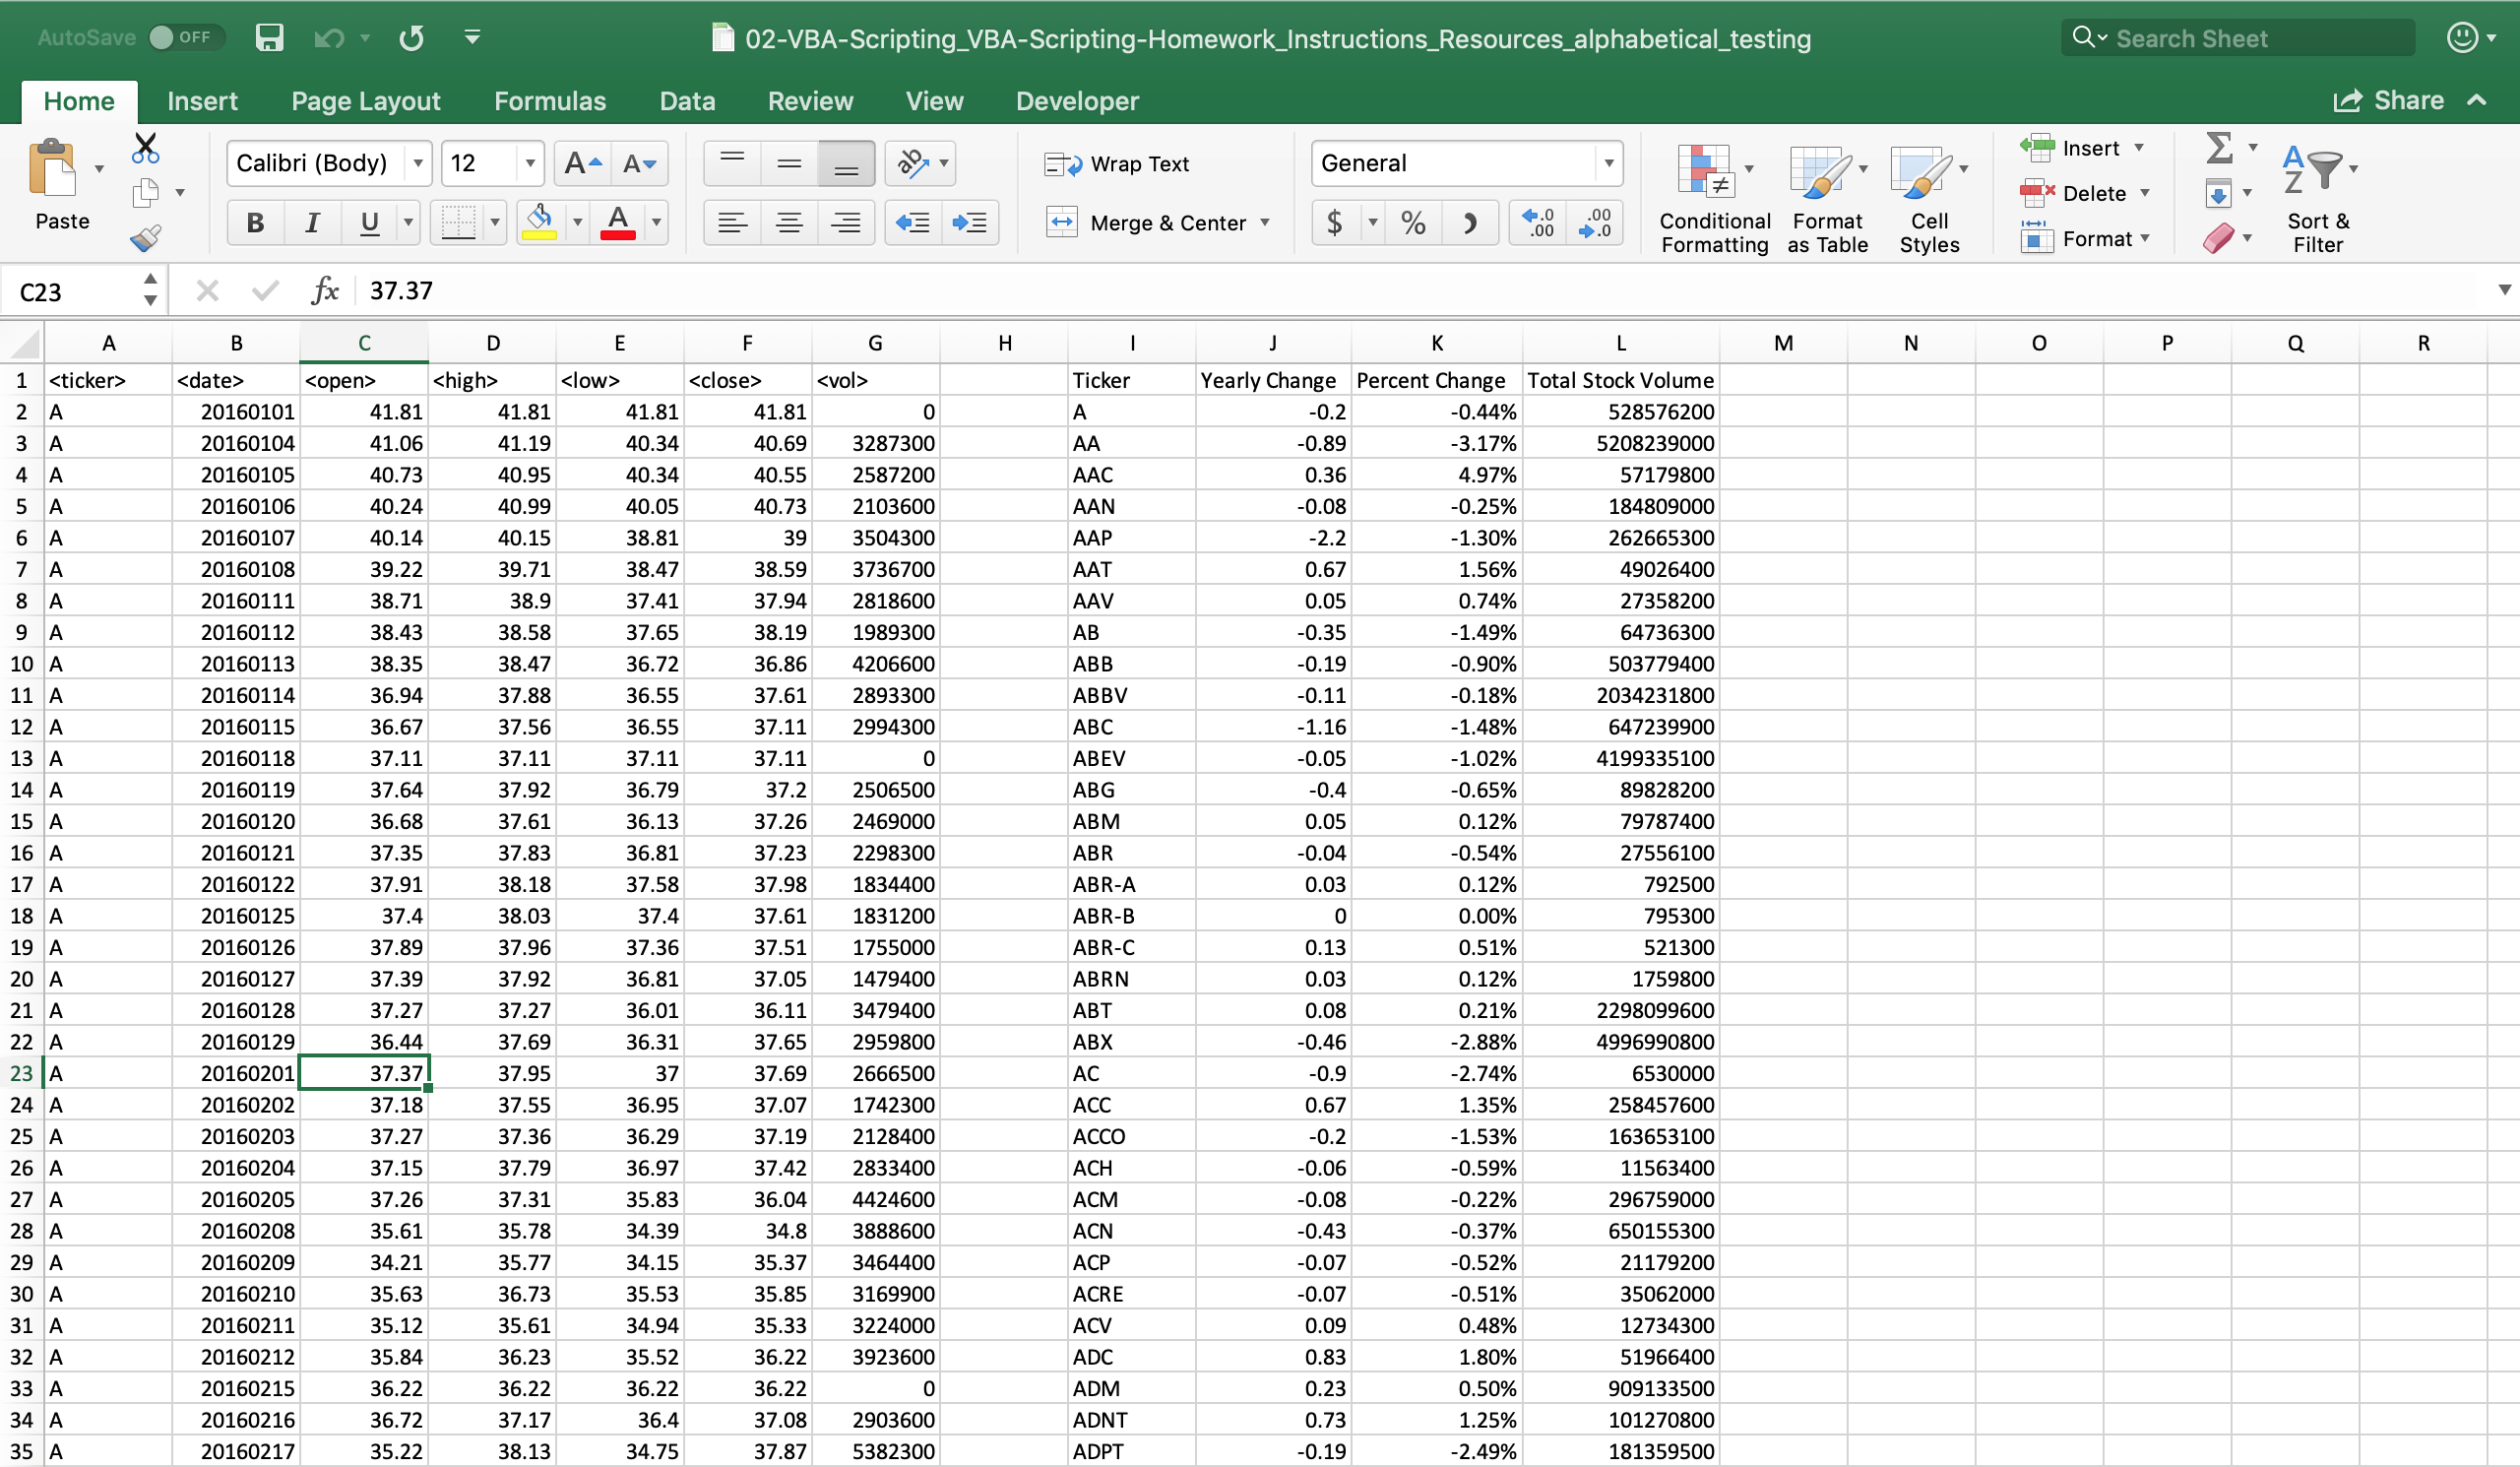 AutoSave OFF 02-VBA-Scripting_VBA-Scripting-Homework_Instructions_Resources_alphabetical_testing Search Sheet
Home Insert Page Layout Formulas Data Review View Developer Share
Paste Calibri (Body) 12 A A Wrap Text General Insert
Delete
B I U A Merge & Center $ % Conditional Formatting Format as Table Cell Styles Format Sort & Filter
C23 fx 37.37
A B C D E F G H I J K L M N O P Q R
1 <ticker> <date> <open> <high> <low> <close> <vol> Ticker Yearly Change Percent Change Total Stock Volume
2 A 20160101 41.81 41.81 41.81 41.81 0 A -0.2 -0.44% 528576200
3 A 20160104 41.06 41.19 40.34 40.69 3287300 AA -0.89 -3.17% 5208239000
4 A 20160105 40.73 40.95 40.34 40.55 2587200 AAC 0.36 4.97% 57179800
5 A 20160106 40.24 40.99 40.05 40.73 2103600 AAN -0.08 -0.25% 184809000
6 A 20160107 40.14 40.15 38.81 39 3504300 AAP -2.2 -1.30% 262665300
7 A 20160108 39.22 39.71 38.47 38.59 3736700 AAT 0.67 1.56% 49026400
8 A 20160111 38.71 38.9 37.41 37.94 2818600 AAV 0.05 0.74% 27358200
9 A 20160112 38.43 38.58 37.65 38.19 1989300 AB -0.35 -1.49% 64736300
10 A 20160113 38.35 38.47 36.72 36.86 4206600 ABB -0.19 -0.90% 503779400
11 A 20160114 36.94 37.88 36.55 37.61 2893300 ABBV -0.11 -0.18% 2034231800
12 A 20160115 36.67 37.56 36.55 37.11 2994300 ABC -1.16 -1.48% 647239900
13 A 20160118 37.11 37.11 37.11 37.11 0 ABEV -0.05 -1.02% 4199335100
14 A 20160119 37.64 37.92 36.79 37.2 2506500 ABG -0.4 -0.65% 89828200
15 A 20160120 36.68 37.61 36.13 37.26 2469000 ABM 0.05 0.12% 79787400
16 A 20160121 37.35 37.83 36.81 37.23 2298300 ABR -0.04 -0.54% 27556100
17 A 20160122 37.91 38.18 37.58 37.98 1834400 ABR-A 0.03 0.12% 792500
18 A 20160125 37.4 38.03 37.4 37.61 1831200 ABR-B 0 0.00% 795300
19 A 20160126 37.89 37.96 37.36 37.51 1755000 ABR-C 0.13 0.51% 521300
20 A 20160127 37.39 37.92 36.81 37.05 1479400 ABRN 0.03 0.12% 1759800
21 A 20160128 37.27 37.27 36.01 36.11 3479400 ABT 0.08 0.21% 2298099600
22 A 20160129 36.44 37.69 36.31 37.65 2959800 ABX -0.46 -2.88% 4996990800
23 A 20160201 37.37 37.95 37 37.69 2666500 AC -0.9 -2.74% 6530000
24 A 20160202 37.18 37.55 36.95 37.07 1742300 ACC 0.67 1.35% 258457600
25 A 20160203 37.27 37.36 36.29 37.19 2128400 ACCO -0.2 -1.53% 163653100
26 A 20160204 37.15 37.79 36.97 37.42 2833400 ACH -0.06 -0.59% 11563400
27 A 20160205 37.26 37.31 35.83 36.04 4424600 ACM -0.08 -0.22% 296759000
28 A 20160208 35.61 35.78 34.39 34.8 3888600 ACN -0.43 -0.37% 650155300
29 A 20160209 34.21 35.77 34.15 35.37 3464400 ACP -0.07 -0.52% 21179200
30 A 20160210 35.63 36.73 35.53 35.85 3169900 ACRE -0.07 -0.51% 35062000
31 A 20160211 35.12 35.61 34.94 35.33 3224000 ACV 0.09 0.48% 12734300
32 A 20160212 35.84 36.23 35.52 36.22 3923600 ADC 0.83 1.80% 51966400
33 A 20160215 36.22 36.22 36.22 36.22 0 ADM 0.23 0.50% 909133500
34 A 20160216 36.72 37.17 36.4 37.08 2903600 ADNT 0.73 1.25% 101270800
35 A 20160217 35.22 38.13 34.75 37.87 5382300 ADPT -0.19 -2.49% 181359500